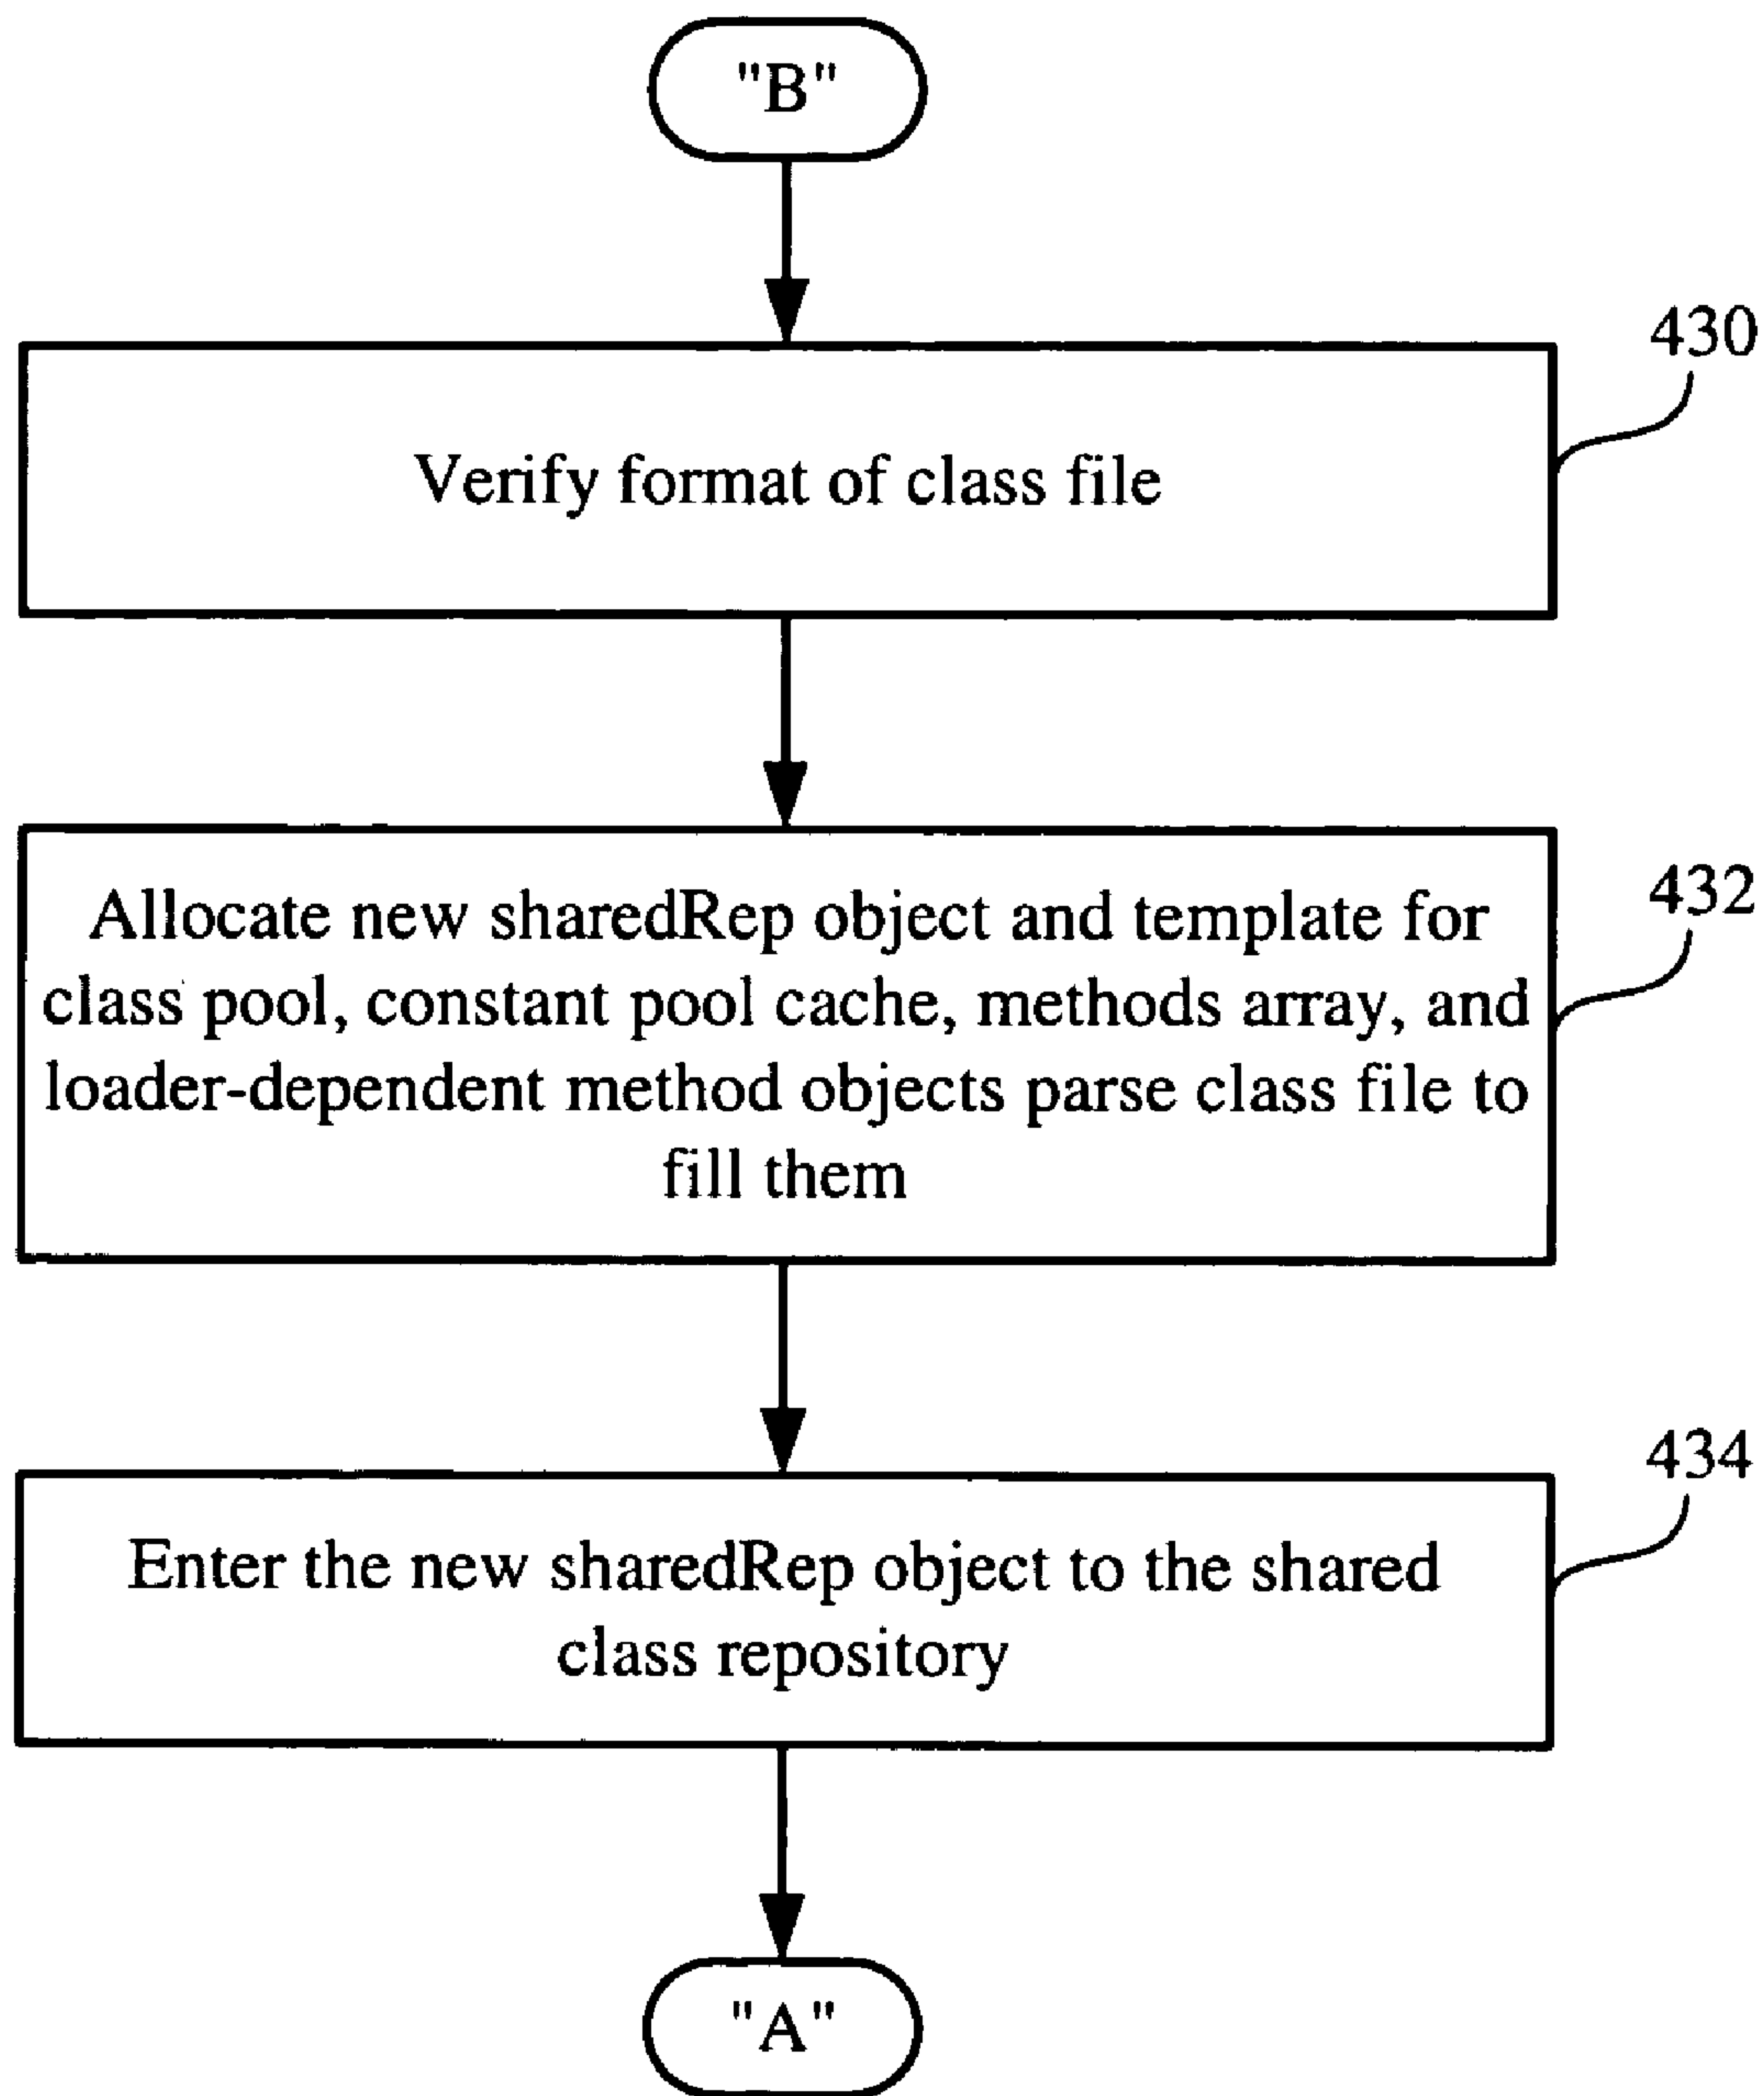 "B"
430
Verify format of class file
432
Allocate new sharedRep object and template for
class pool, constant pool cache, methods array, and
loader-dependent method objects parse class file to
fill them
434
Enter the new sharedRep object to the shared
class repository
"A"